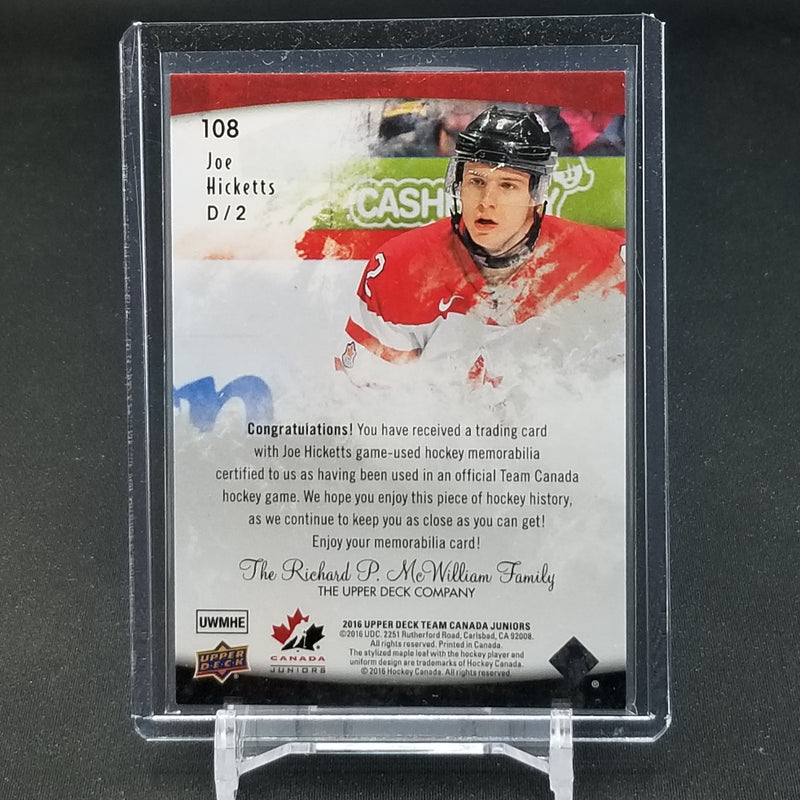 108
Joe
Hicketts
D/2
CASH
2
Congratulations! You have received a trading card
with Joe Hicketts game-used hockey memorabilia
certified to us as having been used in an official Team Canada
hockey game. We hope you enjoy this piece of hockey history,
as we continue to keep you as close as you can get!
Enjoy your memorabilia card!
The Richard P. McWilliam Family
THE UPPER DECK COMPANY
UWMHE
UPPER
DECK
CANADA
JUNIORS
2016 UPPER DECK TEAM CANADA JUNIORS
©2016 UDC. 2251 Rutherford Road, Carlsbad, CA 92008.
All rights reserved. Printed in Canada.
The stylized maple leaf with the hockey player and
uniform design are trademarks of Hockey Canada.
©2016 Hockey Canada. All rights reserved.
®